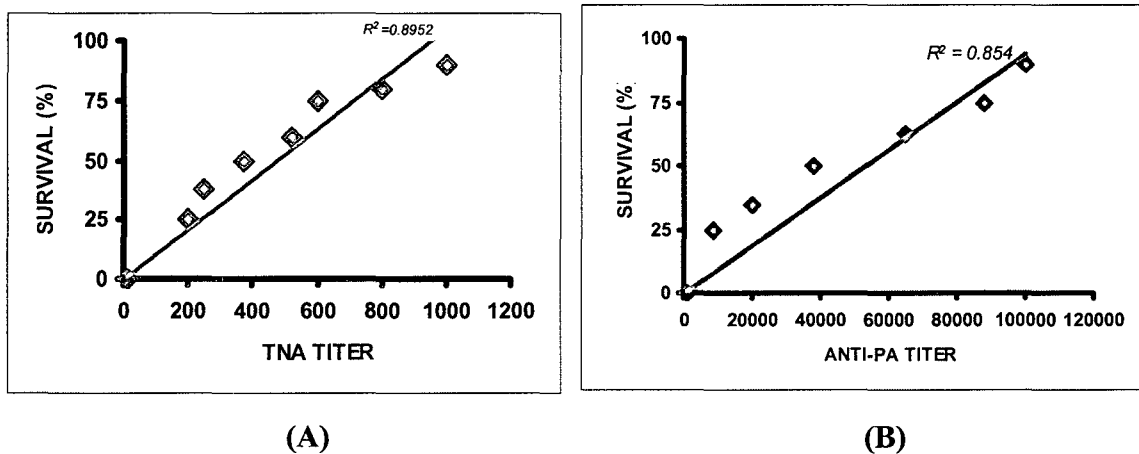 R² =0.8952
100
75
50
25
0
SURVIVAL (%)
0 200 400 600 800 1000 1200
TNA TITER
(A)
R² = 0.854
100
75
50
25
0
SURVIVAL (%)
0 20000 40000 60000 80000 100000 120000
ANTI-PA TITER
(B)